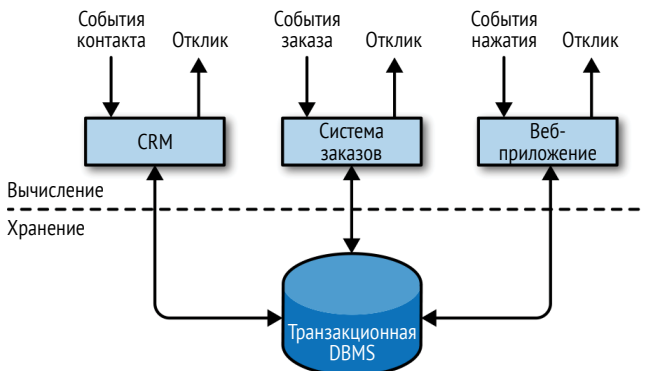 События
контакта
Отклик
События
заказа
Отклик
События
нажатия
Отклик
CRM
Система
заказов
Веб-
приложение
Вычисление
Хранение
Транзакционная
DBMS